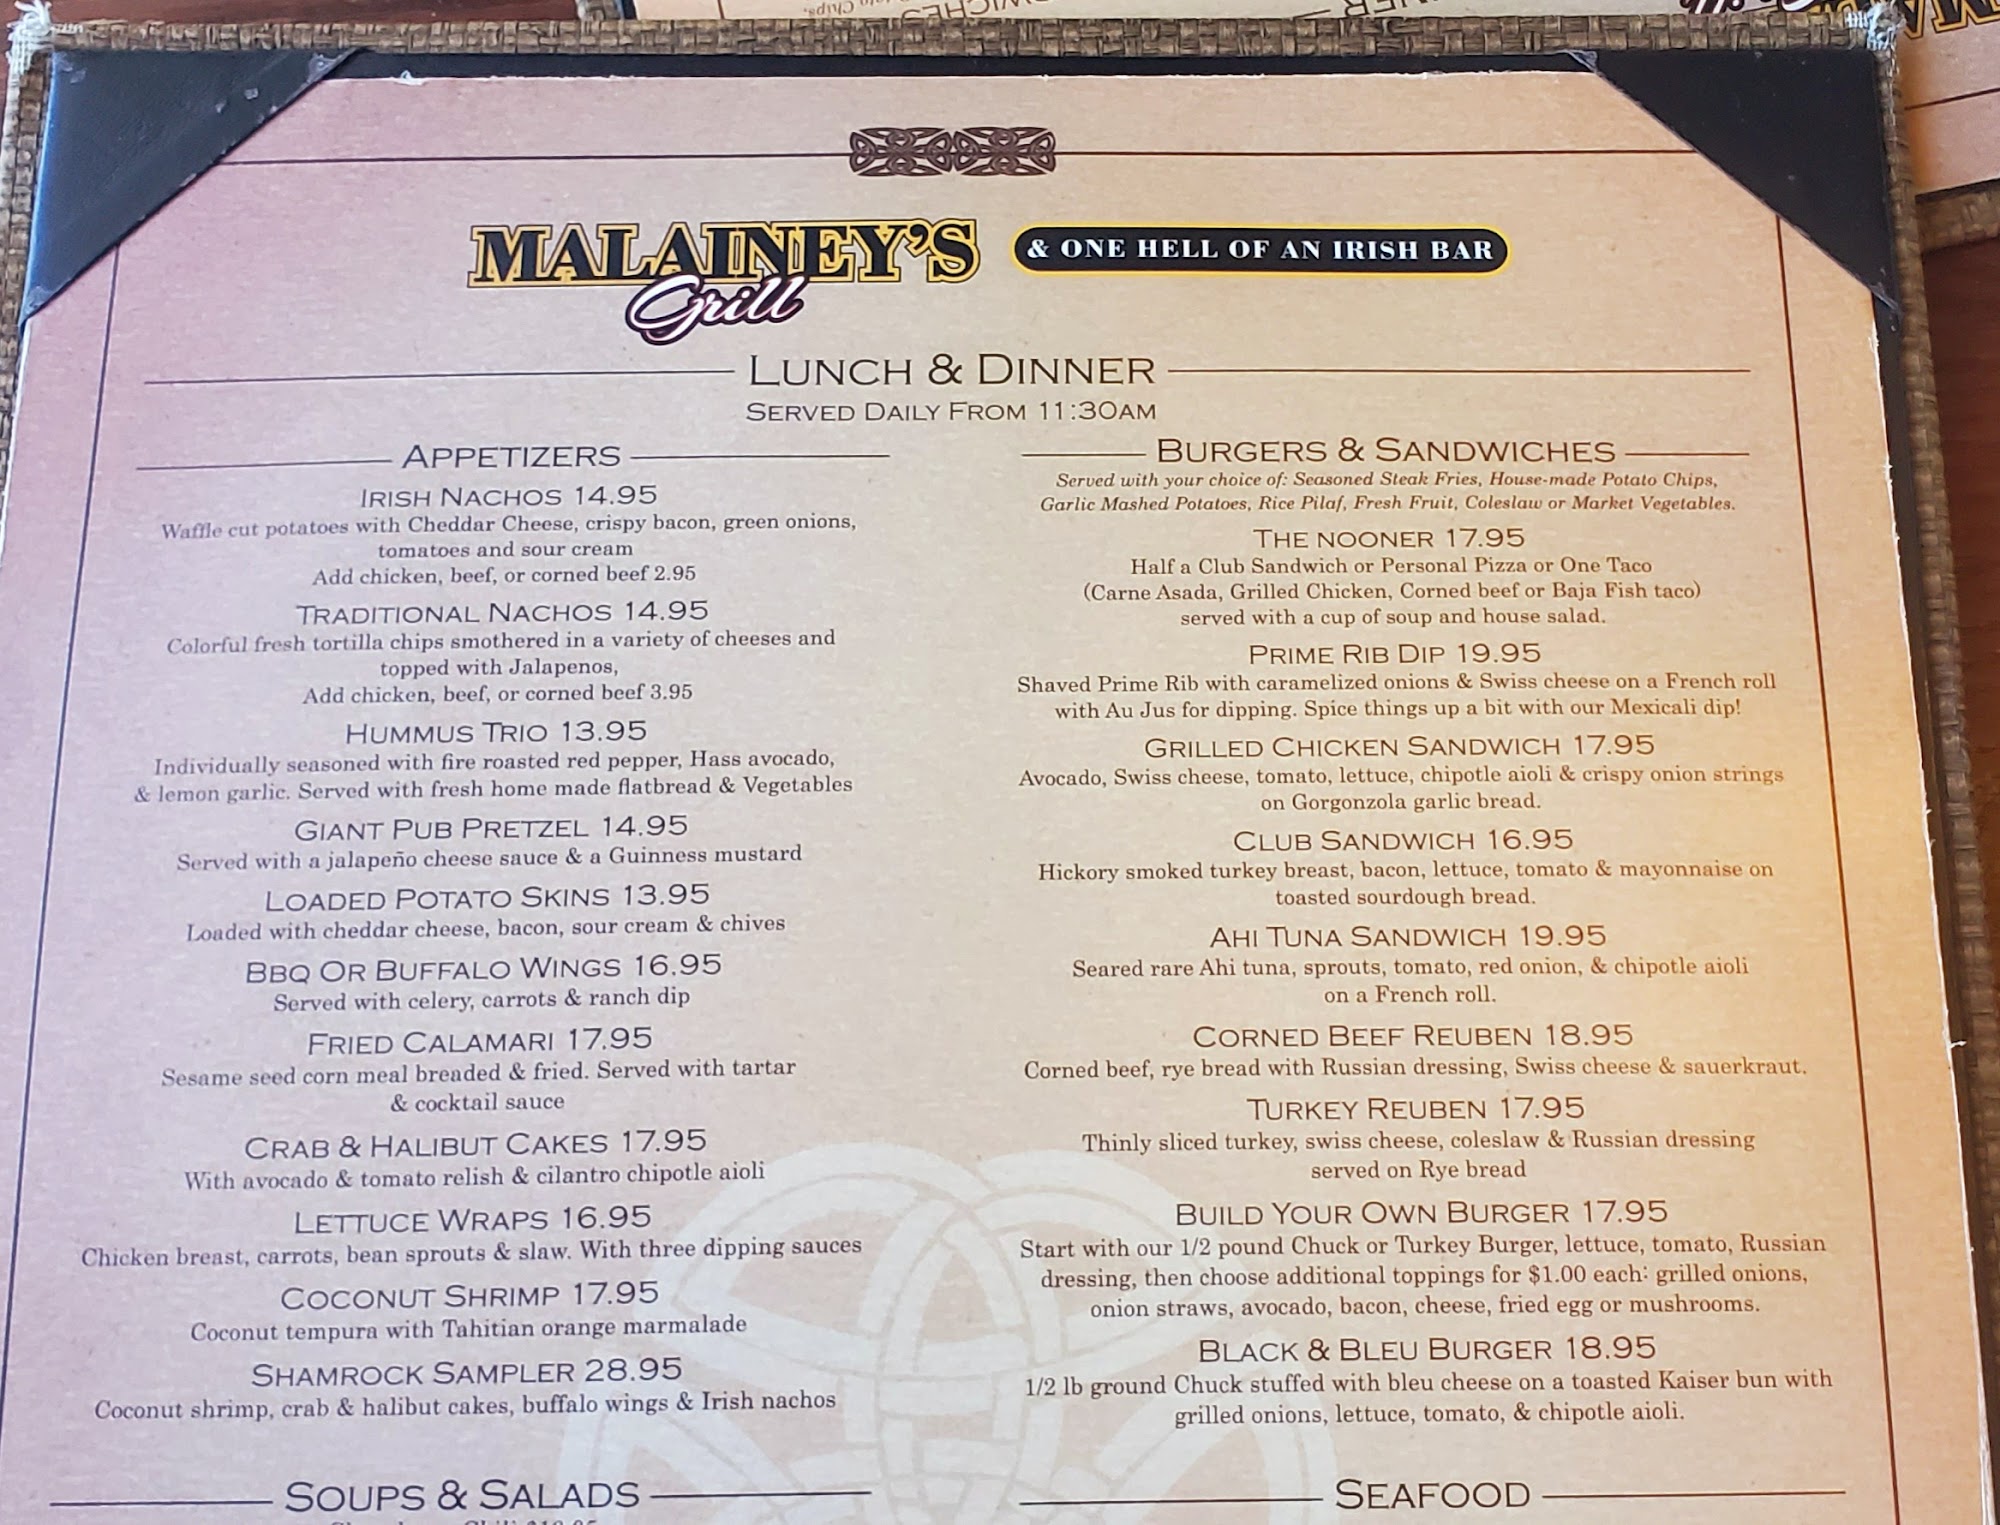 MALAINEY'S
Grill
& ONE HELL OF AN IRISH BAR
LUNCH & DINNER
SERVED DAILY FROM 11:30AM
APPETIZERS
IRISH NACHOS 14.95
Waffle cut potatoes with Cheddar Cheese, crispy bacon, green onions,
tomatoes and sour cream
Add chicken, beef, or corned beef 2.95
TRADITIONAL NACHOS 14.95
Colorful fresh tortilla chips smothered in a variety of cheeses and
topped with Jalapenos,
Add chicken, beef, or corned beef 3.95
HUMMUS TRIO 13.95
Individually seasoned with fire roasted red pepper, Hass avocado,
& lemon garlic. Served with fresh home made flatbread & Vegetables
GIANT PUB PRETZEL 14.95
Served with a jalapeño cheese sauce & a Guinness mustard
LOADED POTATO SKINS 13.95
Loaded with cheddar cheese, bacon, sour cream & chives
BBQ OR BUFFALO WINGS 16.95
Served with celery, carrots & ranch dip
FRIED CALAMARI 17.95
Sesame seed corn meal breaded & fried. Served with tartar
& cocktail sauce
CRAB & HALIBUT CAKES 17.95
With avocado & tomato relish & cilantro chipotle aioli
LETTUCE WRAPS 16.95
Chicken breast, carrots, bean sprouts & slaw. With three dipping sauces
COCONUT SHRIMP 17.95
Coconut tempura with Tahitian orange marmalade
SHAMROCK SAMPLER 28.95
Coconut shrimp, crab & halibut cakes, buffalo wings & Irish nachos
SOUPS & SALADS
BURGERS & SANDWICHES
Served with your choice of: Seasoned Steak Fries, House-made Potato Chips,
Garlic Mashed Potatoes, Rice Pilaf, Fresh Fruit, Coleslaw or Market Vegetables.
THE NOONER 17.95
Half a Club Sandwich or Personal Pizza or One Taco
(Carne Asada, Grilled Chicken, Corned beef or Baja Fish taco)
served with a cup of soup and house salad.
PRIME RIB DIP 19.95
Shaved Prime Rib with caramelized onions & Swiss cheese on a French roll
with Au Jus for dipping. Spice things up a bit with our Mexicali dip!
GRILLED CHICKEN SANDWICH 17.95
Avocado, Swiss cheese, tomato, lettuce, chipotle aioli & crispy onion strings
on Gorgonzola garlic bread.
CLUB SANDWICH 16.95
Hickory smoked turkey breast, bacon, lettuce, tomato & mayonnaise on
toasted sourdough bread.
AHI TUNA SANDWICH 19.95
Seared rare Ahi tuna, sprouts, tomato, red onion, & chipotle aioli
on a French roll.
CORNED BEEF REUBEN 18.95
Corned beef, rye bread with Russian dressing, Swiss cheese & sauerkraut.
TURKEY REUBEN 17.95
Thinly sliced turkey, swiss cheese, coleslaw & Russian dressing
served on Rye bread
BUILD YOUR OWN BURGER 17.95
Start with our 1/2 pound Chuck or Turkey Burger, lettuce, tomato, Russian
dressing, then choose additional toppings for $1.00 each: grilled onions,
onion straws, avocado, bacon, cheese, fried egg or mushrooms.
BLACK & BLEU BURGER 18.95
1/2 lb ground Chuck stuffed with bleu cheese on a toasted Kaiser bun with
grilled onions, lettuce, tomato, & chipotle aioli.
SEAFOOD